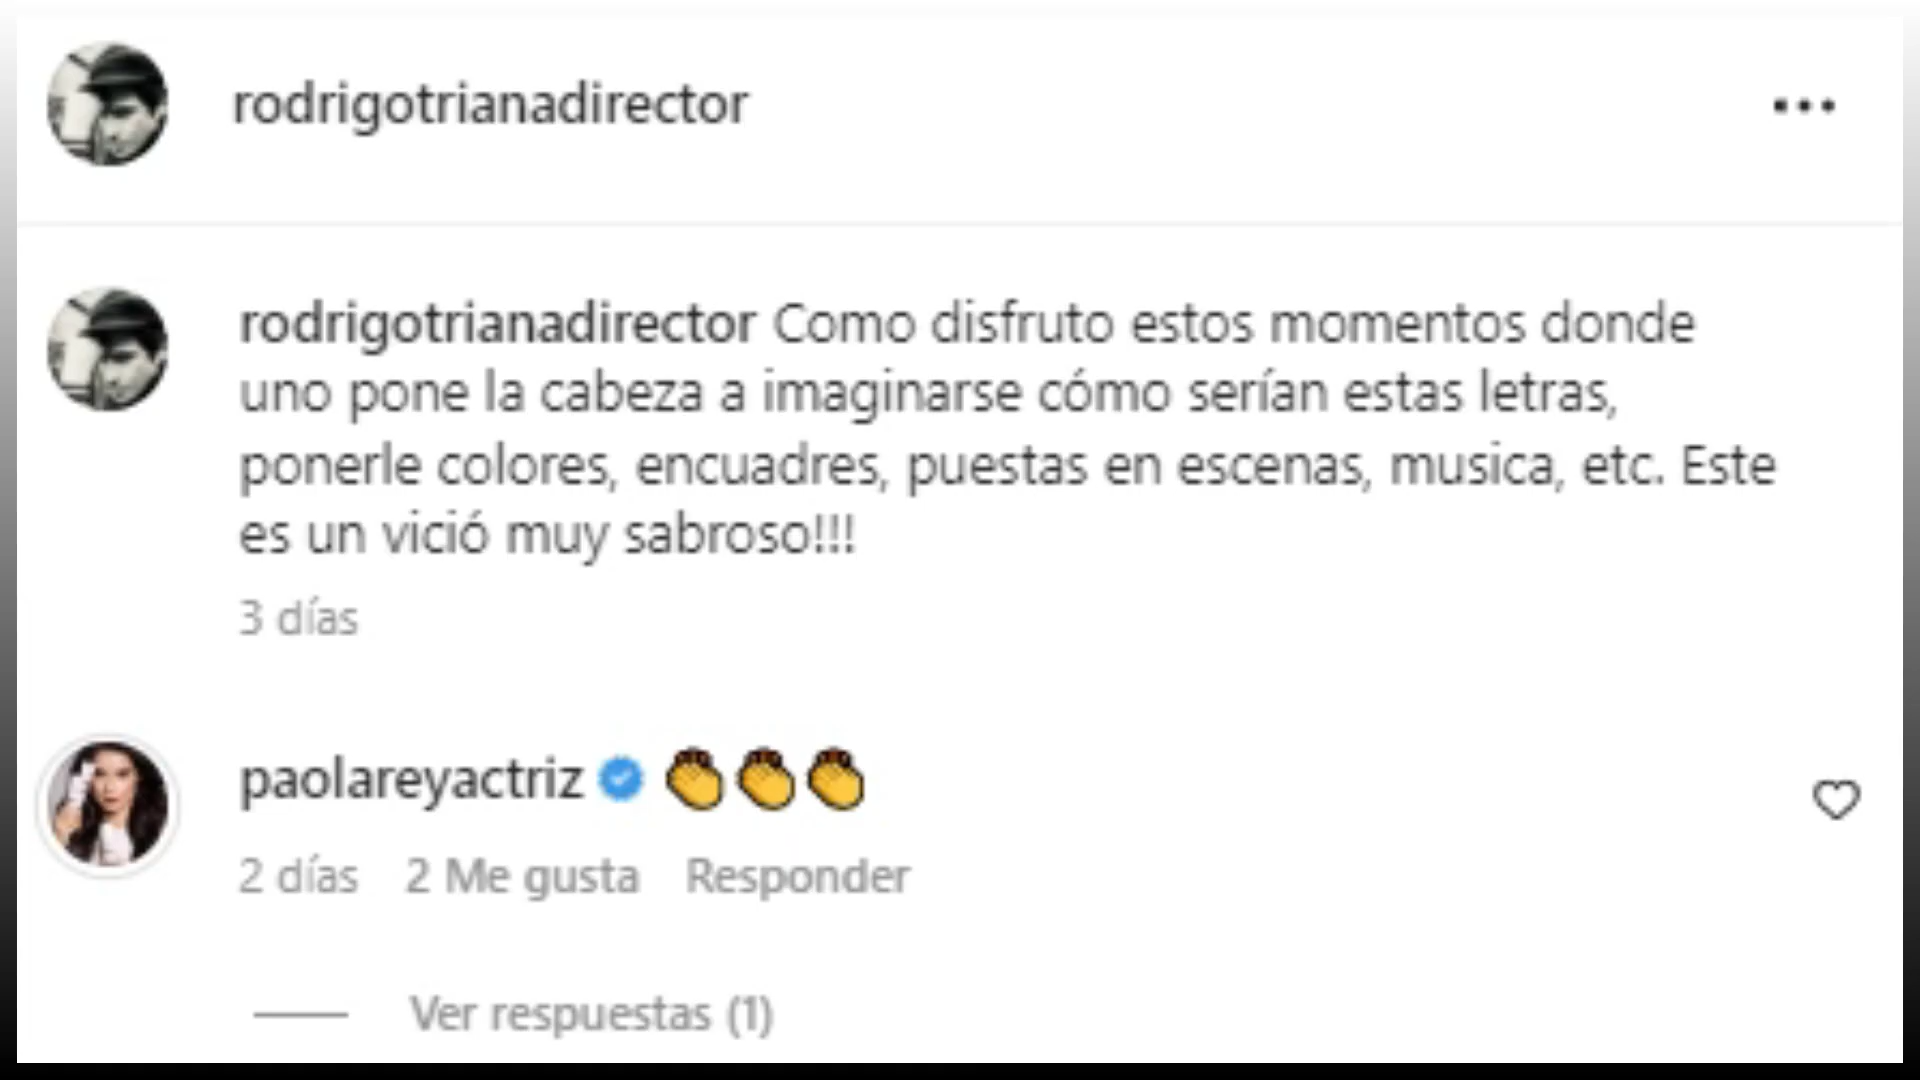 rodrigotrianadirector
rodrigotrianadirector Como disfruto estos momentos donde
uno pone la cabeza a imaginarse cómo serían estas letras,
ponerle colores, encuadres, puestas en escenas, musica, etc. Este
es un vició muy sabroso!!!
3 días
paolareyactriz 👏👏👏
2 días 2 Me gusta Responder
Ver respuestas (1)